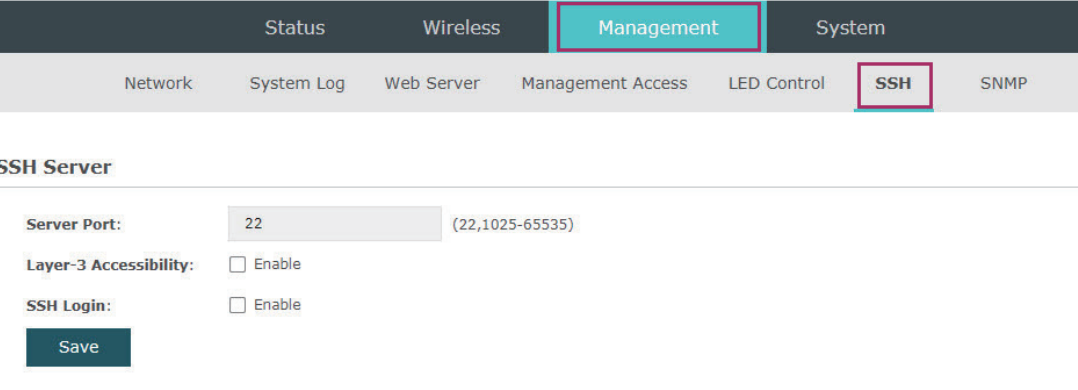 Status Wireless Management System
Network System Log Web Server Management Access LED Control SSH SNMP
SSH Server
Server Port: 22 (22,1025-65535)
Layer-3 Accessibility: Enable
SSH Login: Enable
Save